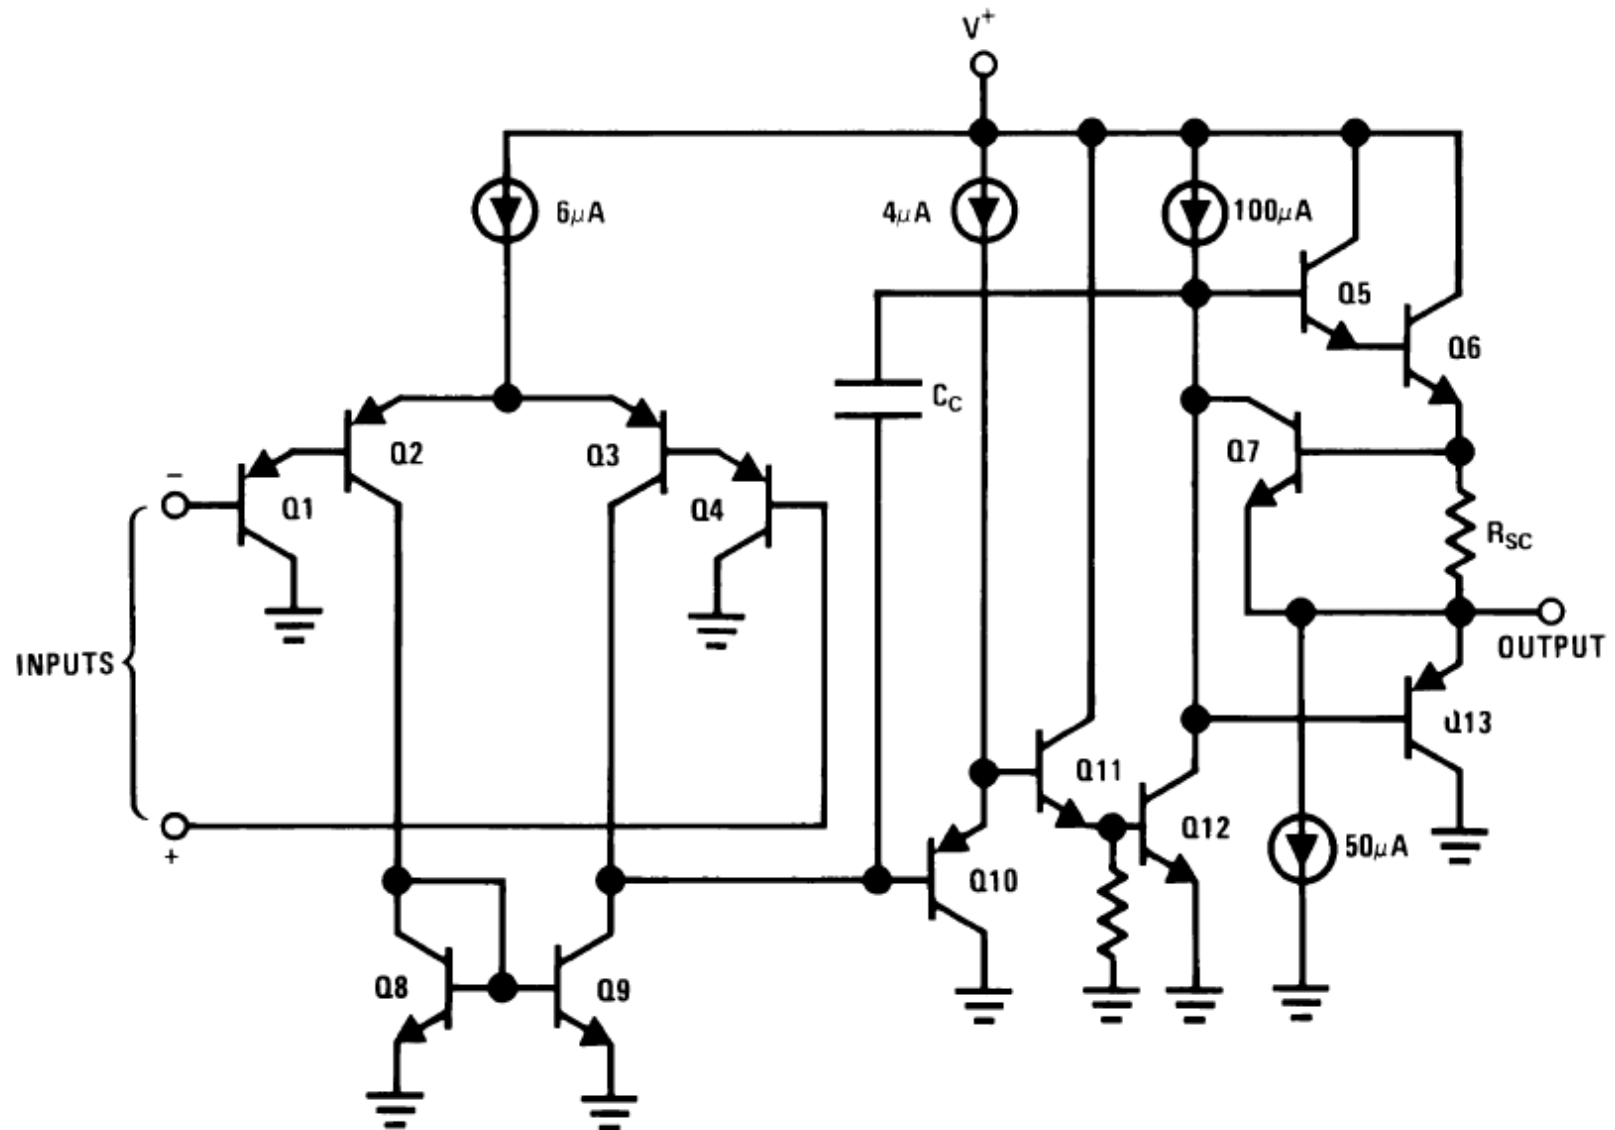 V+
6µA
4µA
100µA
Q5
Q6
CC
Q2
Q3
Q7
−
Q1
Q4
RSC
INPUTS
OUTPUT
Q13
Q11
+
Q12
50µA
Q10
Q8
Q9